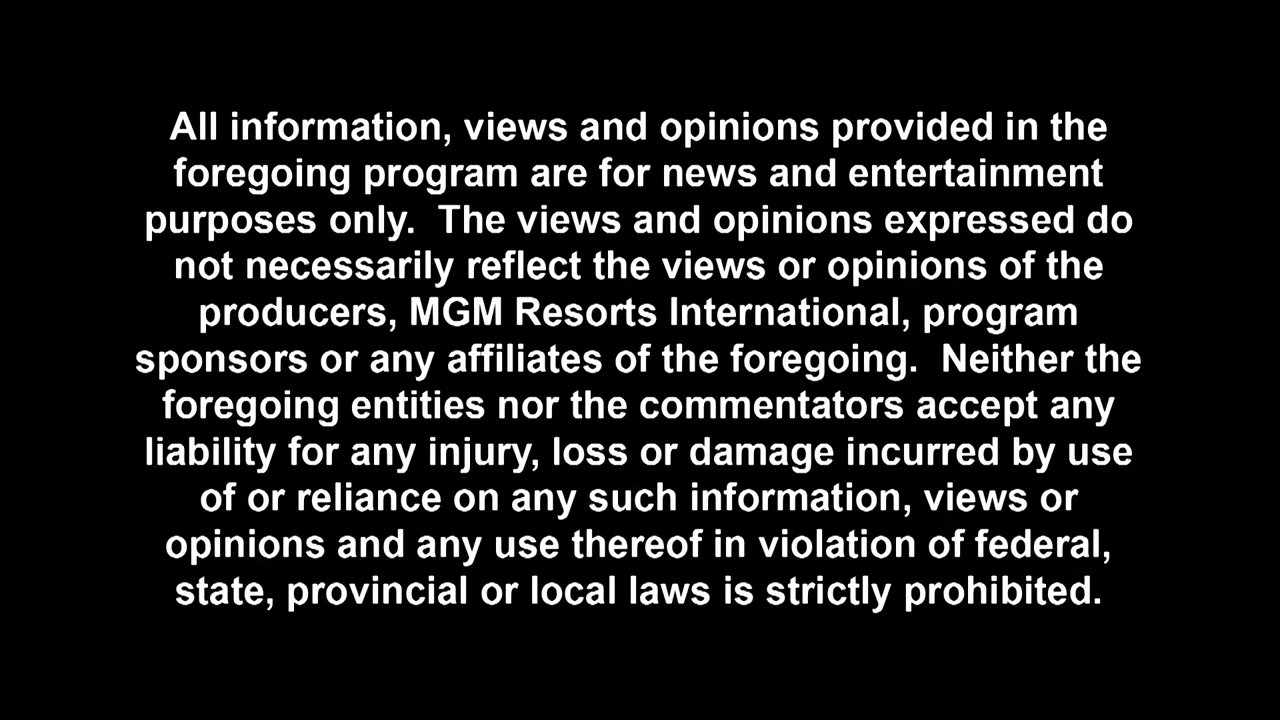 All information, views and opinions provided in the
foregoing program are for news and entertainment
purposes only.  The views and opinions expressed do
not necessarily reflect the views or opinions of the
producers, MGM Resorts International, program
sponsors or any affiliates of the foregoing.  Neither the
foregoing entities nor the commentators accept any
liability for any injury, loss or damage incurred by use
of or reliance on any such information, views or
opinions and any use thereof in violation of federal,
state, provincial or local laws is strictly prohibited.